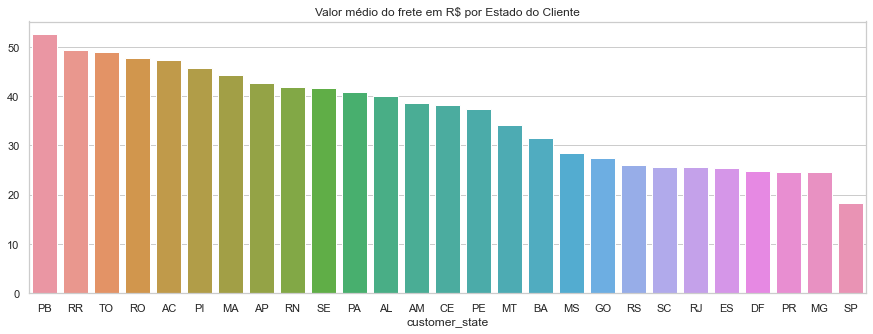 Valor médio do frete em R$ por Estado do Cliente
50
40
30
20
10
0
PB RR TO RO AC PI MA AP RN SE PA AL AM CE PE MT BA MS GO RS SC RJ ES DF PR MG SP
customer_state